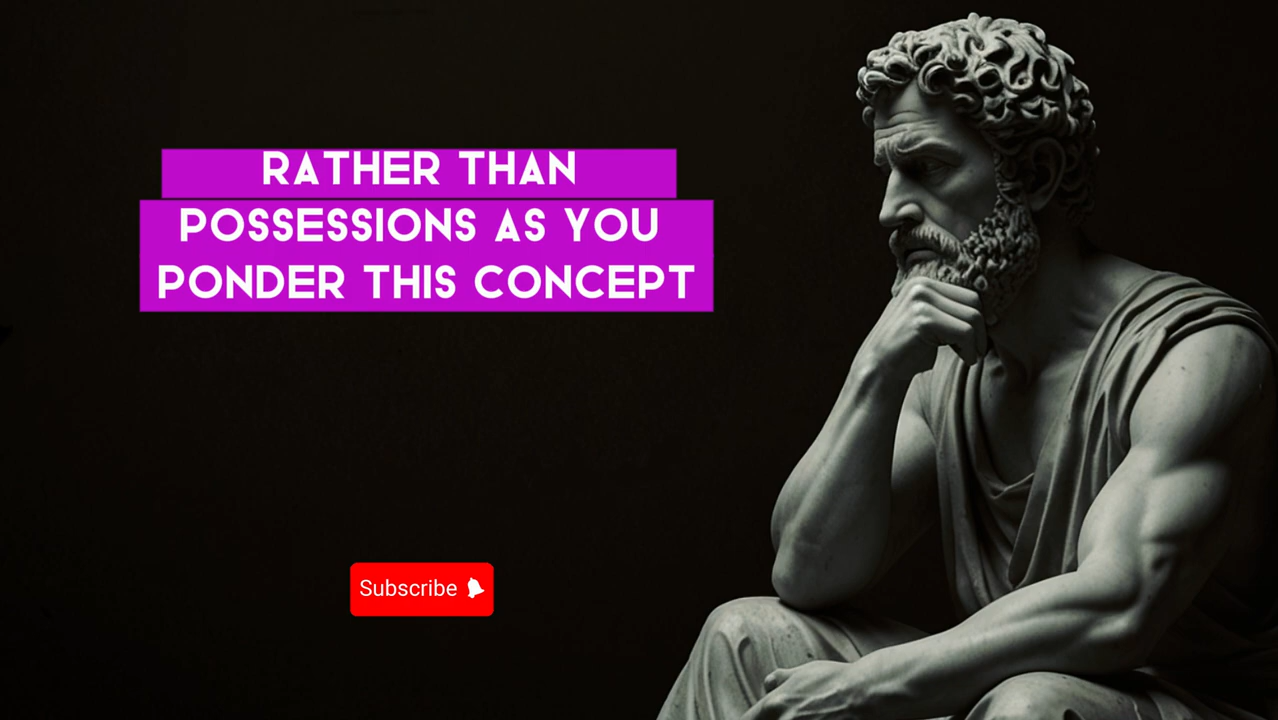 RATHER THAN
POSSESSIONS AS YOU
PONDER THIS CONCEPT
Subscribe